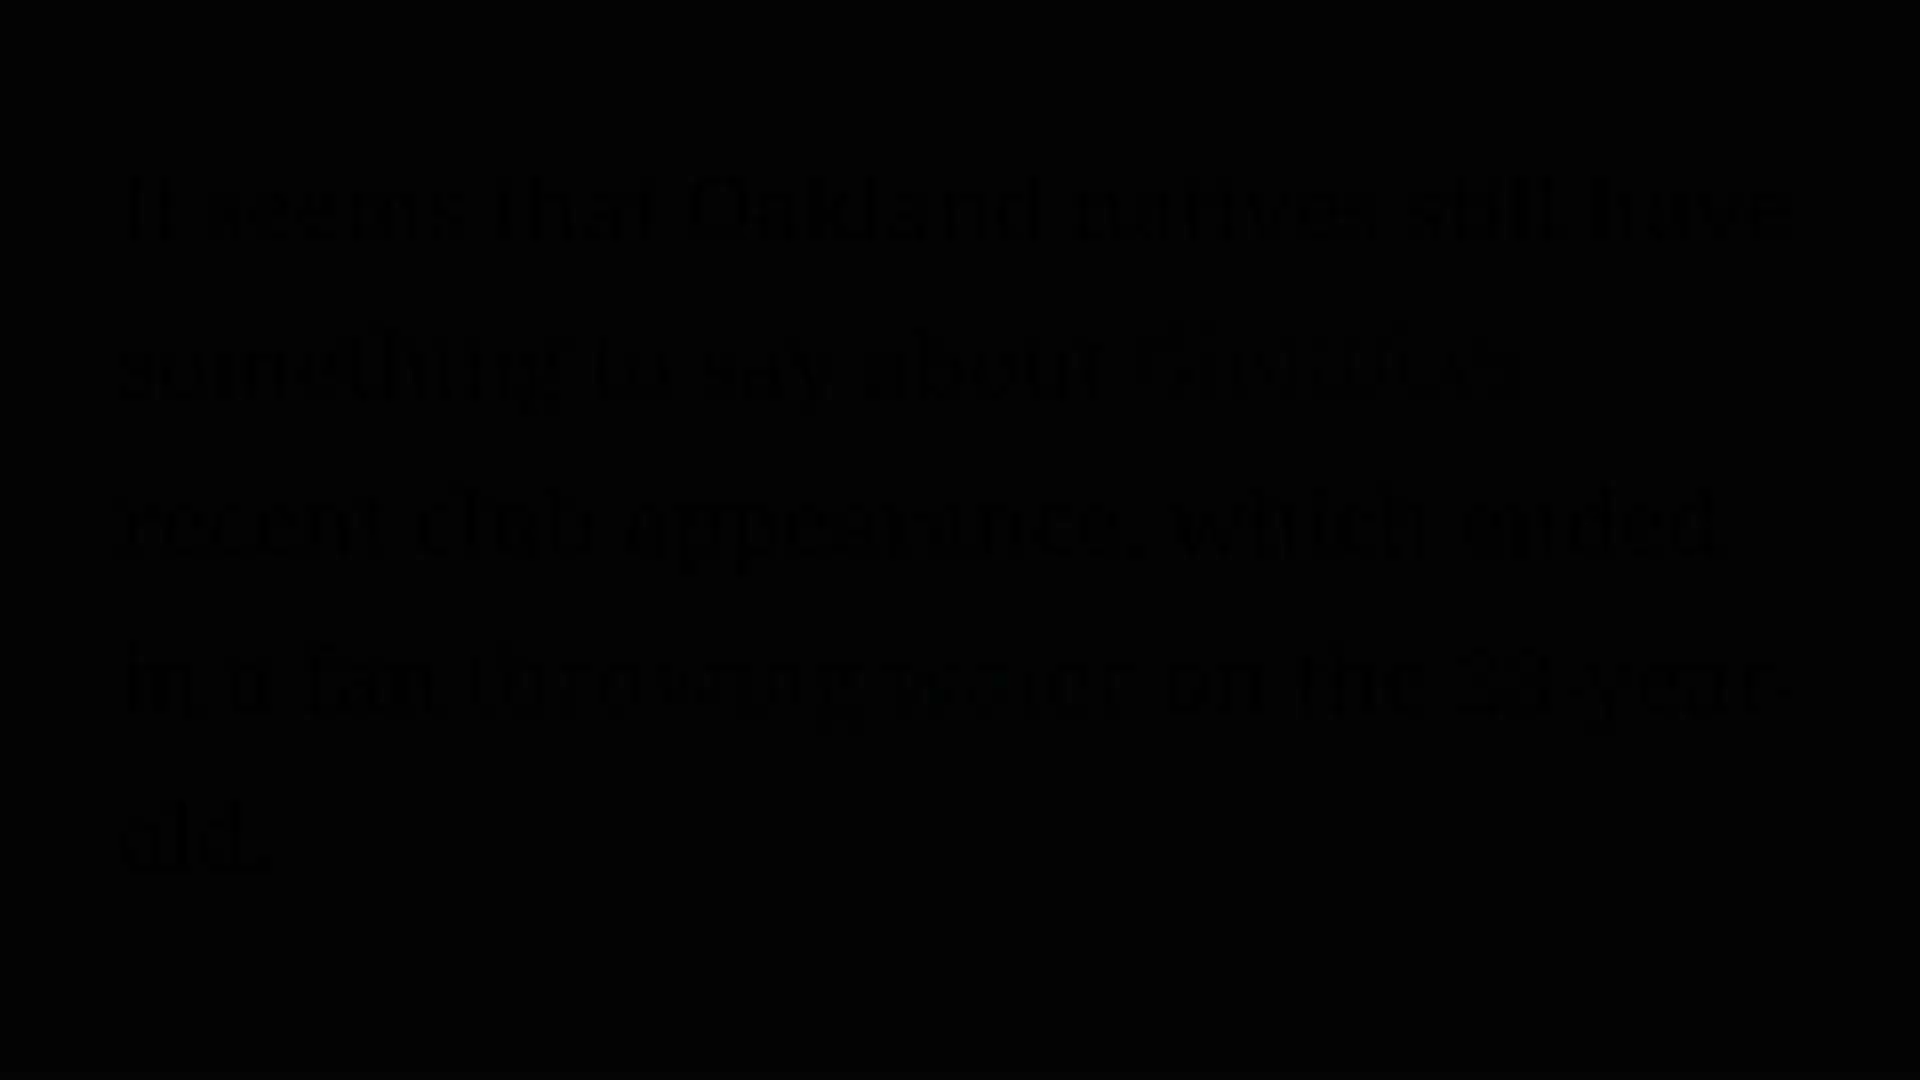 It seems that Oakland natives still have
something to say about
recent club appearance, which ended
in a fan throwing water on the 23-year-
old.